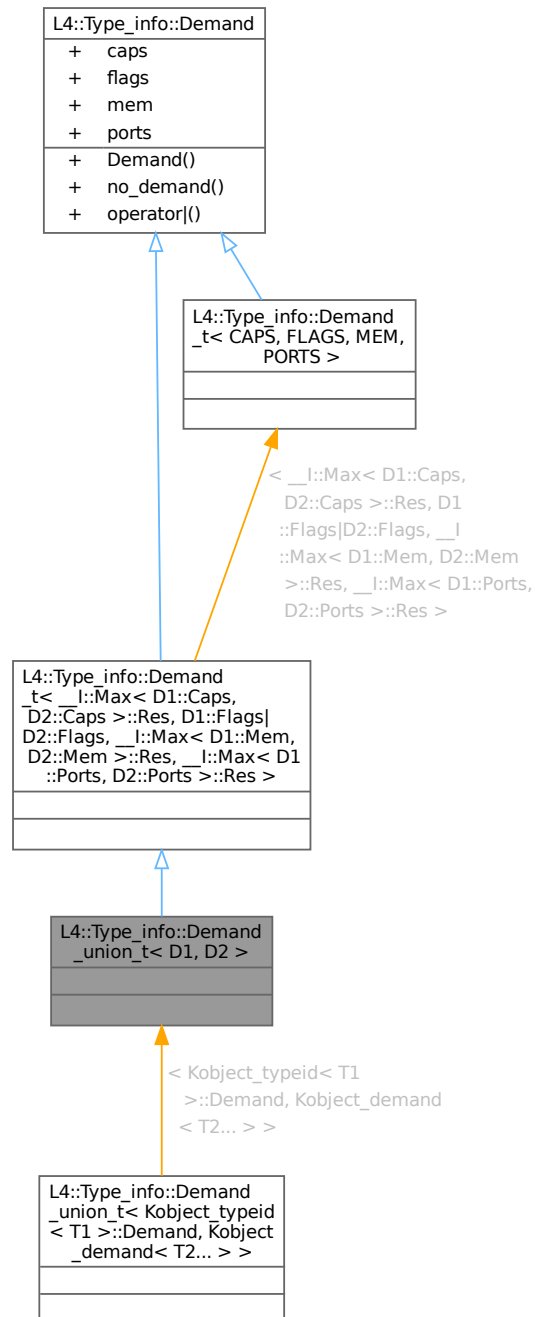 L4::Type_info::Demand
+ caps
+ flags
+ mem
+ ports
+ Demand()
+ no_demand()
+ operator|()
L4::Type_info::Demand
_t< CAPS, FLAGS, MEM,
PORTS >
< __I::Max< D1::Caps,
D2::Caps >::Res, D1
::Flags|D2::Flags, __I
::Max< D1::Mem, D2::Mem
>::Res, __I::Max< D1::Ports,
D2::Ports >::Res >
L4::Type_info::Demand
_t< __I::Max< D1::Caps,
D2::Caps >::Res, D1::Flags|
D2::Flags, __I::Max< D1::Mem,
D2::Mem >::Res, __I::Max< D1
::Ports, D2::Ports >::Res >
L4::Type_info::Demand
_union_t< D1, D2 >
< Kobject_typeid< T1
>::Demand, Kobject_demand
< T2... > >
L4::Type_info::Demand
_union_t< Kobject_typeid
< T1 >::Demand, Kobject
_demand< T2... > >